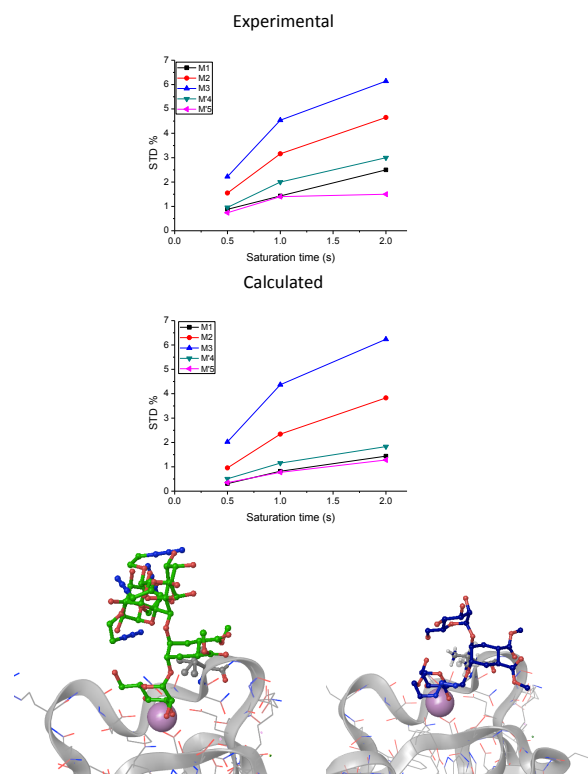 Experimental
7
6
5
4
3
2
1
0
STD %
M1
M2
M3
M'4
M'5
0.0 0.5 1.0 1.5 2.0
Saturation time (s)
Calculated
7
6
5
4
3
2
1
0
STD %
M1
M2
M3
M'4
M'5
0.0 0.5 1.0 1.5 2.0
Saturation time (s)